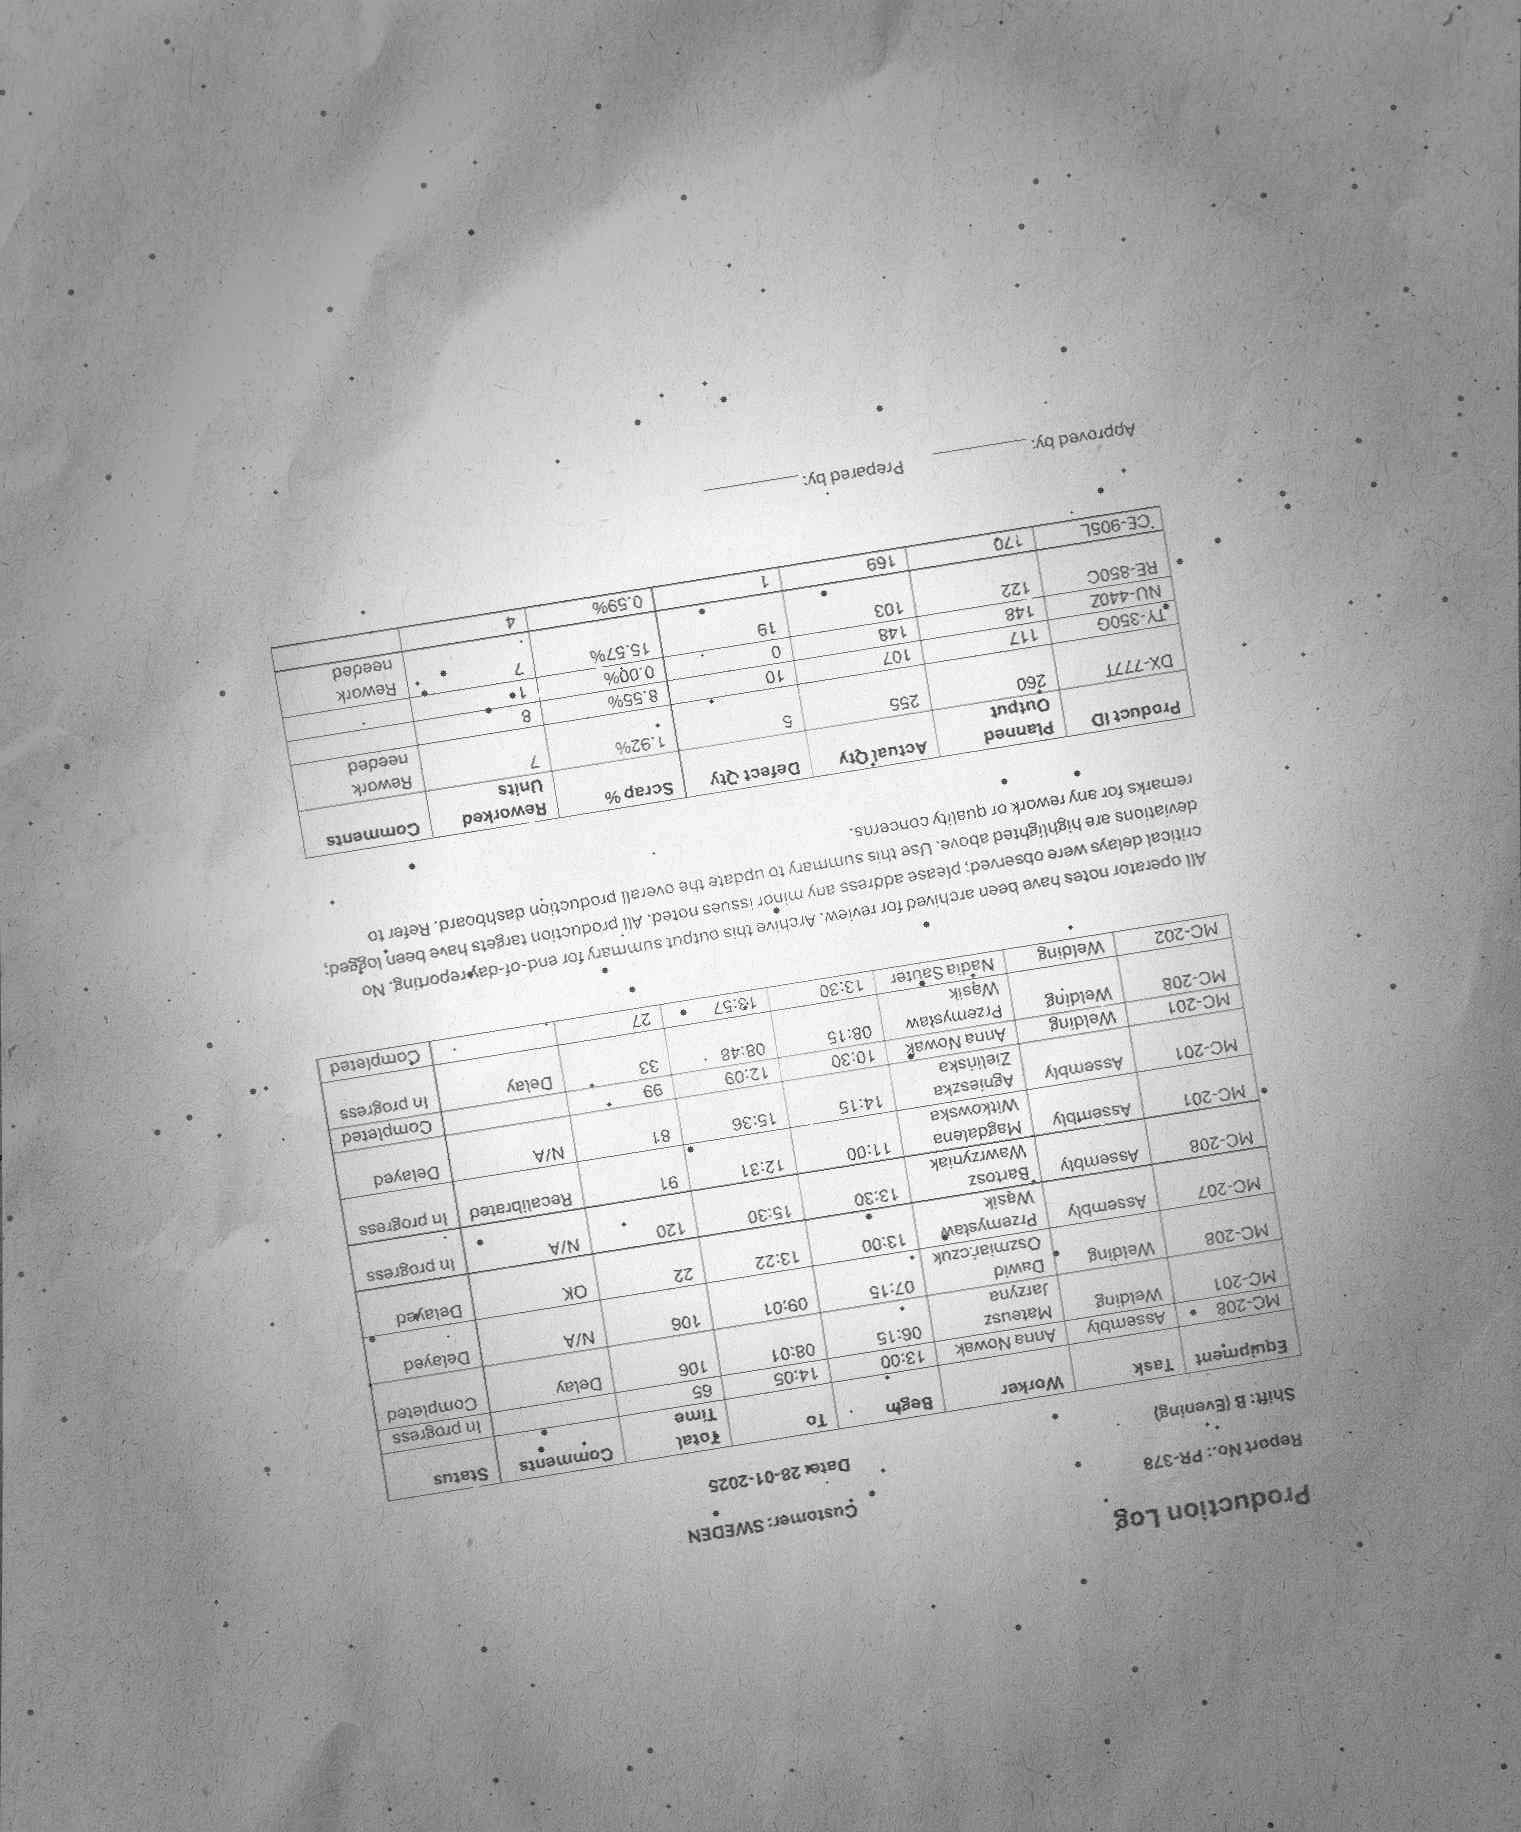 Production Log
Report No.: PR-378 Customer: SWEDEN
Shift: B (Evening) Date: 28-01-2025
Equipment Task Worker Begin To Total Time Comments Status
MC-208 Assembly Anna Nowak 13:00 14:05 65 In progress
MC-201 Welding Mateusz Jarzyna 06:15 08:01 106 Delay Completed
MC-208 Welding Dawid Oszmiańczuk 07:15 09:01 106 N/A Delayed
MC-207 Assembly Przemysław Wąsik 13:00 13:22 22 OK Delayed
MC-208 Assembly Bartosz Wawrzyniak 13:30 15:30 120 N/A In progress
MC-201 Assembly Magdalena Witkowska 11:00 12:31 91 Recalibrated In progress
MC-201 Assembly Agnieszka Zielińska 14:15 15:36 81 N/A Delayed
MC-201 Welding Anna Nowak 10:30 12:09 99 Completed
MC-208 Welding Przemysław Wąsik 08:15 08:48 33 Delay In progress
MC-202 Welding Nadia Sauter 13:30 13:57 27 Completed
All operator notes have been archived for review. Archive this output summary for end-of-day reporting. No
critical delays were observed; please address any minor issues noted. All production targets have been logged;
deviations are highlighted above. Use this summary to update the overall production dashboard. Refer to
remarks for any rework or quality concerns.
Product ID Planned Output Actual Qty Defect Qty Scrap % Reworked Units Comments
DX-777T 260 255 5 1.92% 7 Rework needed
TY-350G 117 107 10 8.55% 8
NU-440Z 148 148 0 0.00% 1
RE-850C 122 103 19 15.57% 7 Rework needed
CE-905L 170 169 1 0.59% 4
Prepared by:
Approved by: